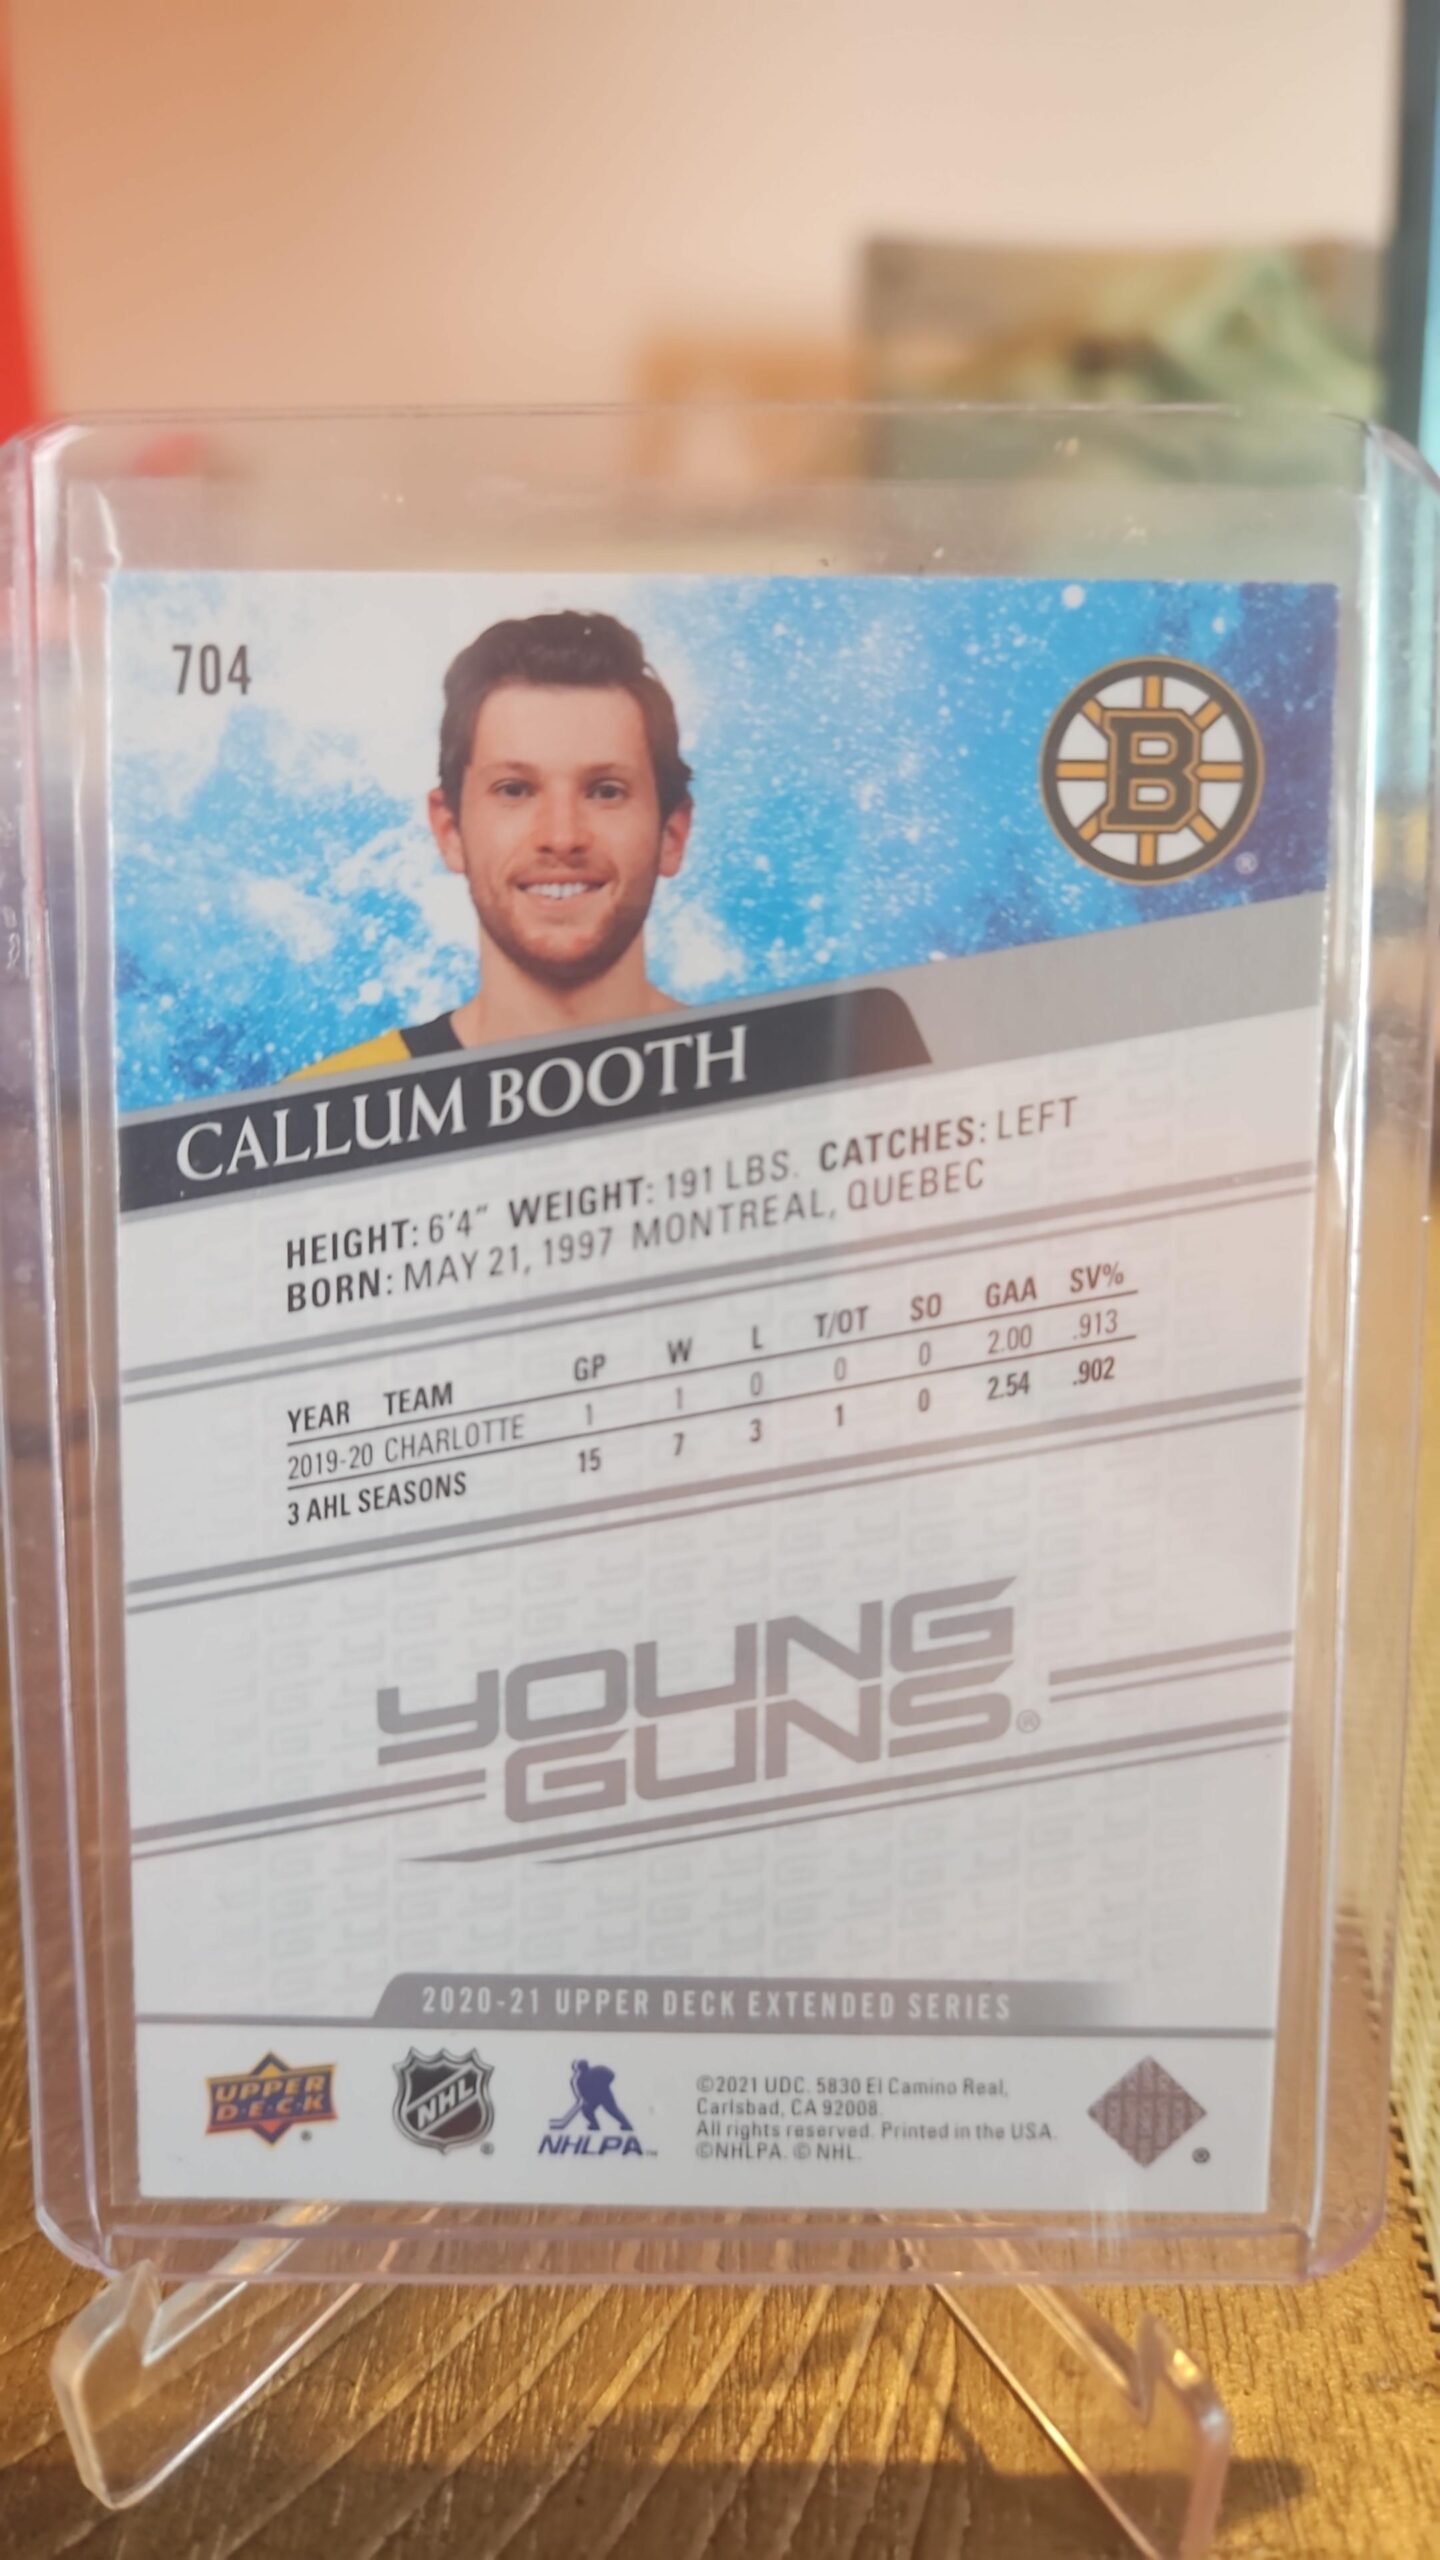 704
B
®
CALLUM BOOTH
HEIGHT: 6'4" WEIGHT: 191 LBS. CATCHES: LEFT
BORN: MAY 21, 1997 MONTREAL, QUEBEC
YEAR TEAM GP W L T/OT SO GAA SV%
2019-20 CHARLOTTE 1 1 0 0 0 2.00 .913
3 AHL SEASONS 15 7 3 1 0 2.54 .902
YOUNG
GUNS®
2020-21 UPPER DECK EXTENDED SERIES
UPPER
D·E·C·K
NHL
NHLPA
©2021 UDC. 5830 El Camino Real,
Carlsbad, CA 92008.
All rights reserved. Printed in the USA.
©NHLPA. © NHL.